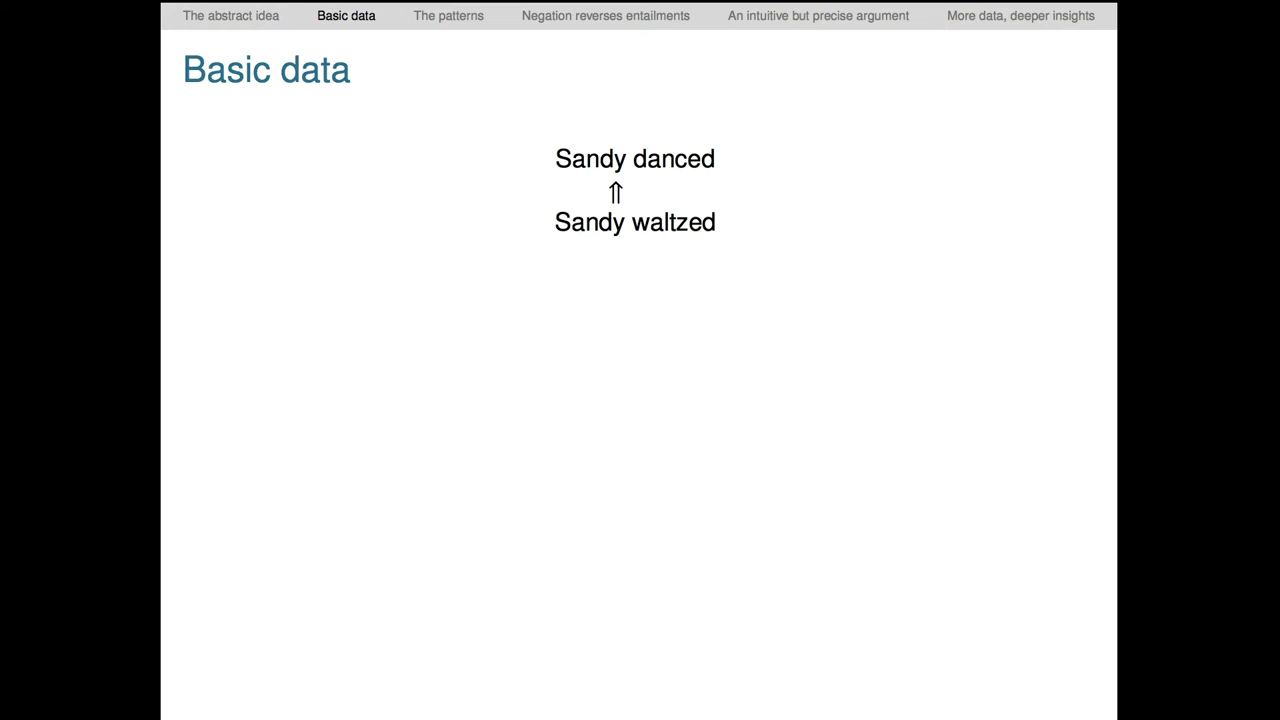 The abstract idea Basic data The patterns Negation reverses entailments An intuitive but precise argument More data, deeper insights
Basic data
Sandy danced
⇑
Sandy waltzed